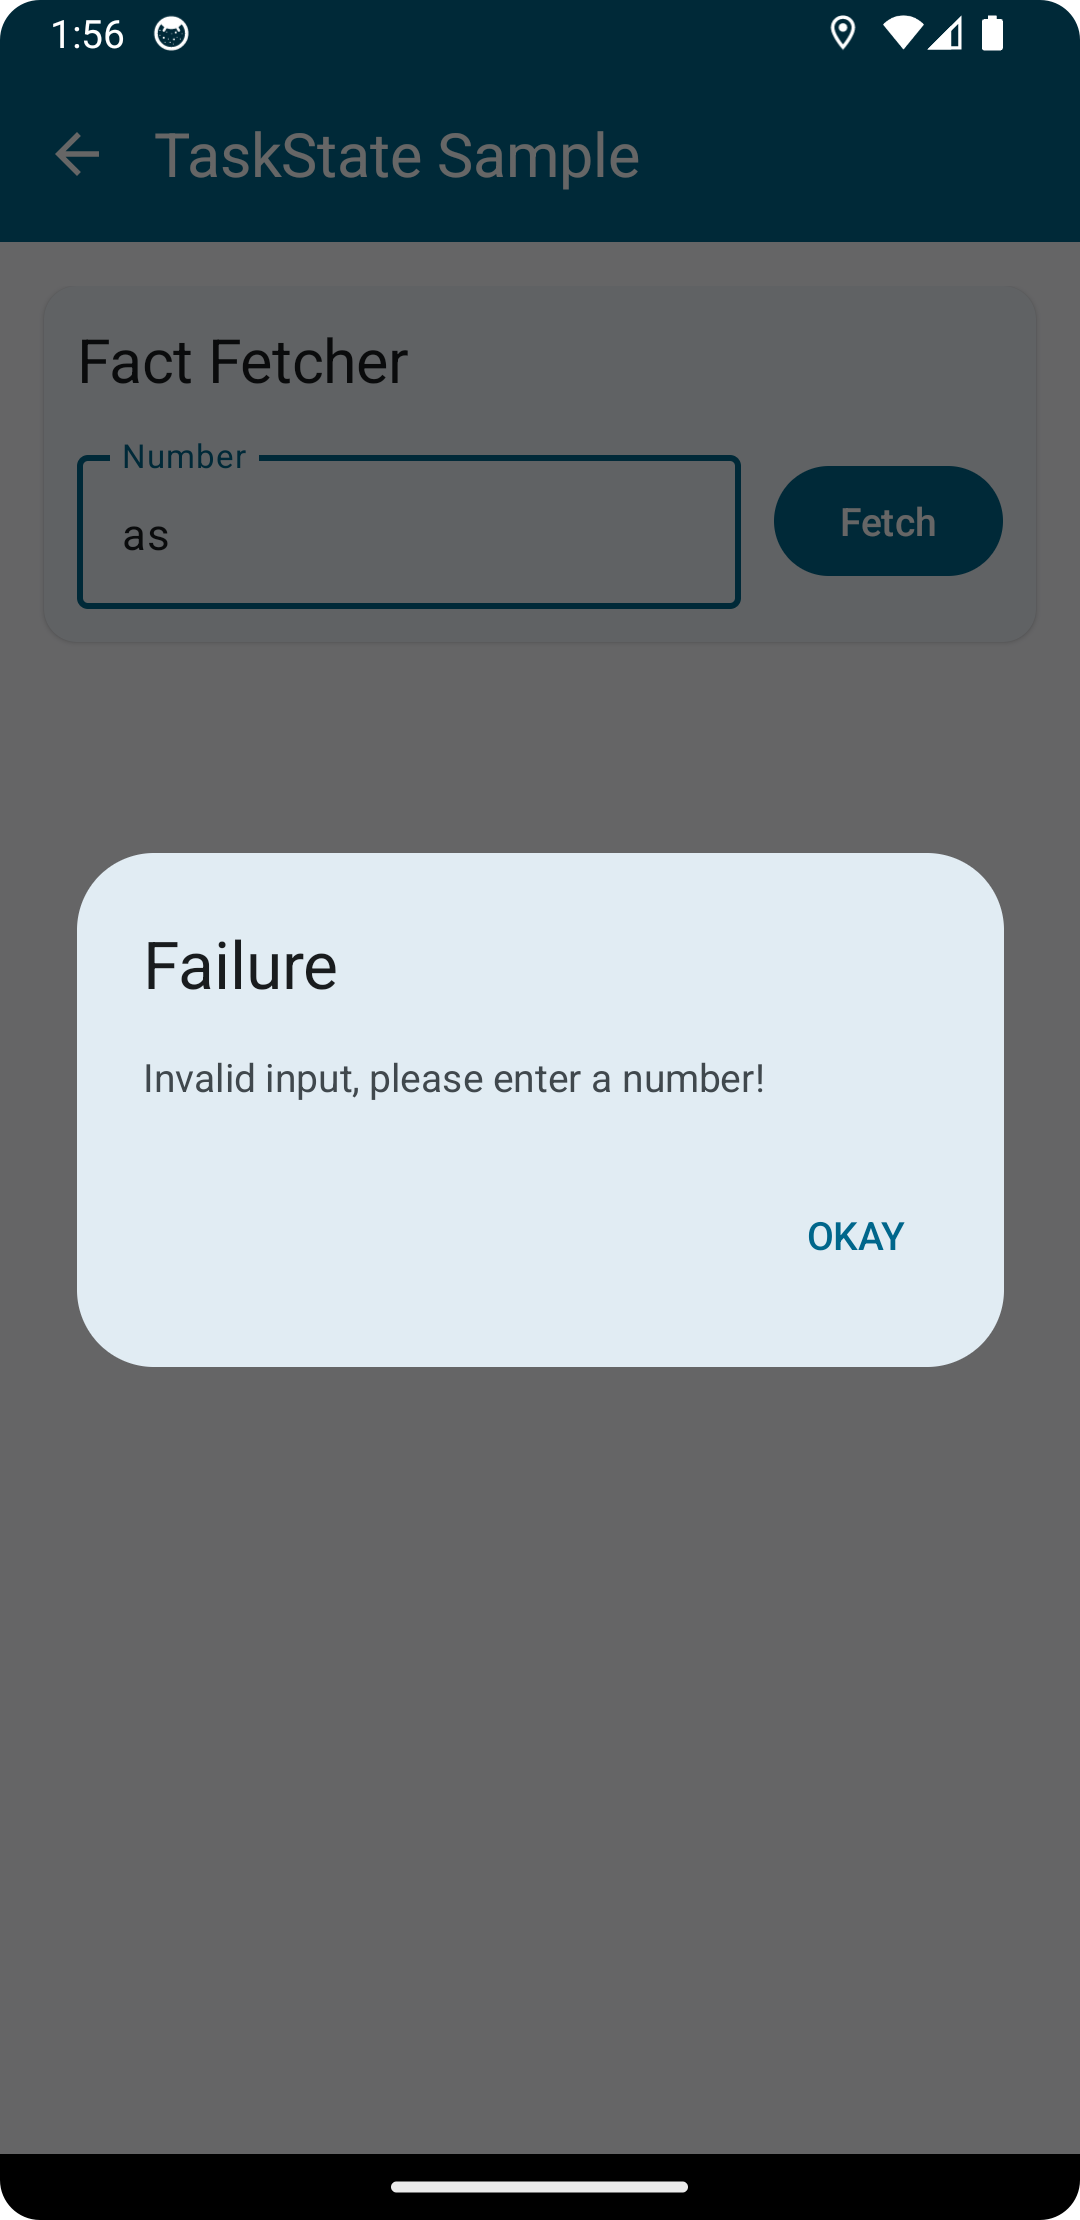 1:56
TaskState Sample
Fact Fetcher
Number
as
Fetch
Failure
Invalid input, please enter a number!
OKAY